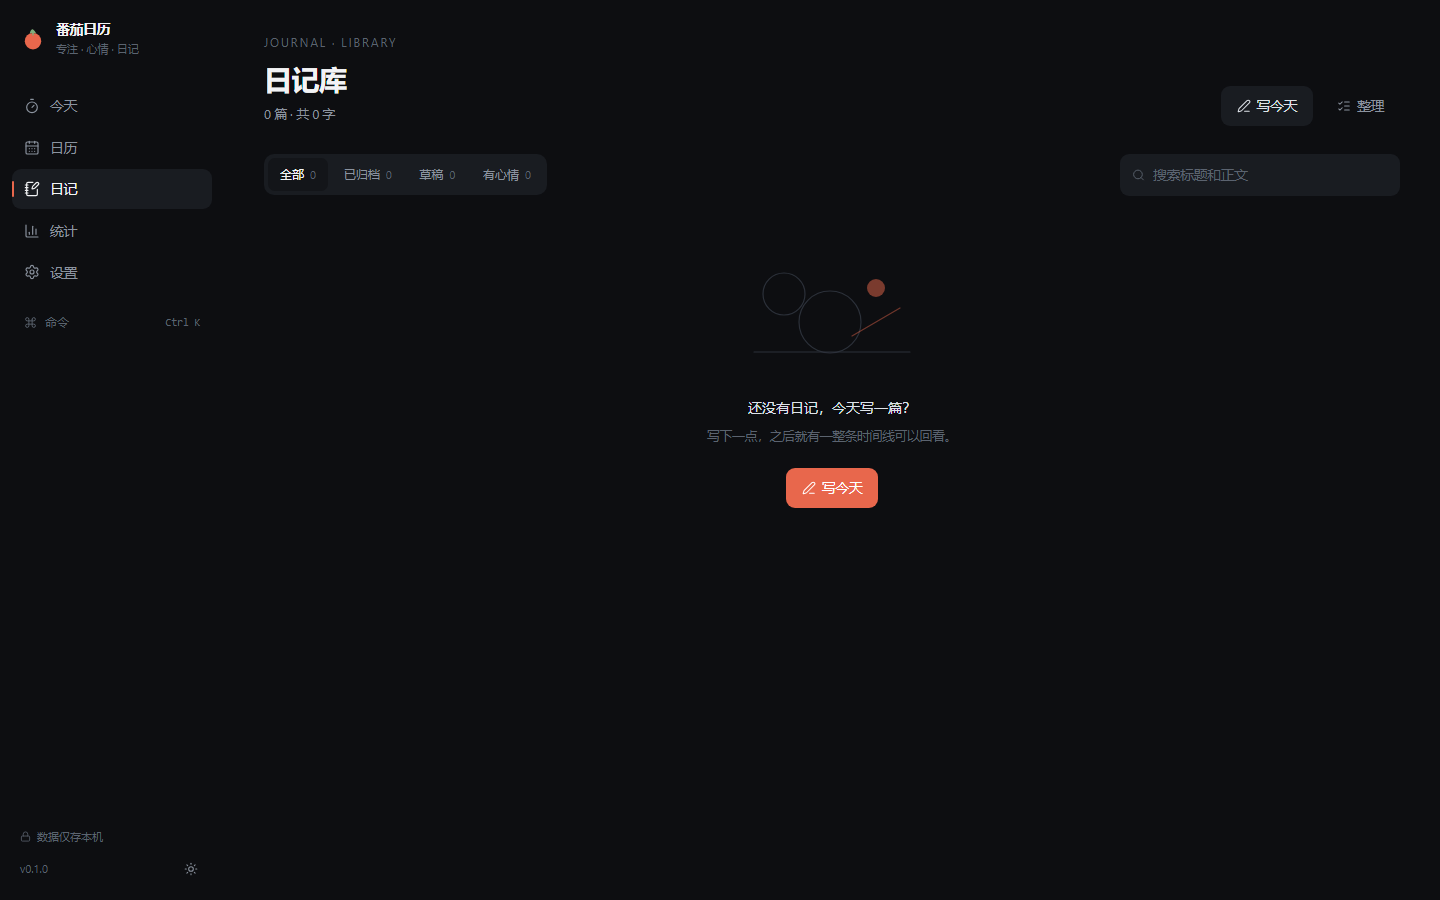 番茄日历
专注 · 心情 · 日记
今天
日历
日记
统计
设置
命令 Ctrl K
数据仅存本机
v0.1.0
JOURNAL · LIBRARY
日记库
0 篇 · 共 0 字
写今天 整理
全部 0 已归档 0 草稿 0 有心情 0
搜索标题和正文
还没有日记，今天写一篇？
写下一点，之后就有一整条时间线可以回看。
写今天